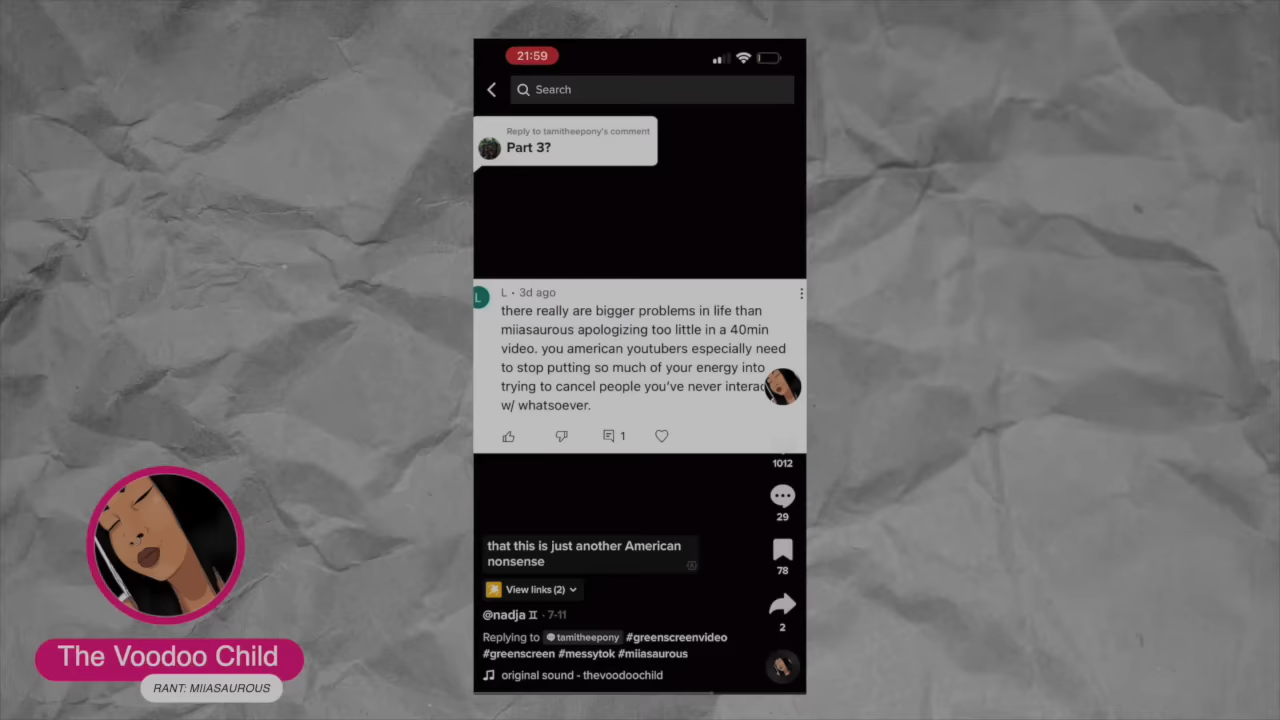 21:59
Search
Reply to tamitheepony's comment
Part 3?
L
L • 3d ago
there really are bigger problems in life than
miiasaurous apologizing too little in a 40min
video. you american youtubers especially need
to stop putting so much of your energy into
trying to cancel people you've never
w/ whatsoever.
1
1012
29
78
2
that this is just another American
nonsense
View links (2)
@nadja♊ · 7-11
Replying to tamitheepony #greenscreenvideo
#greenscreen #messytok #miiasaurous
original sound - thevoodoochild
The Voodoo Child
RANT: MIIASAUROUS